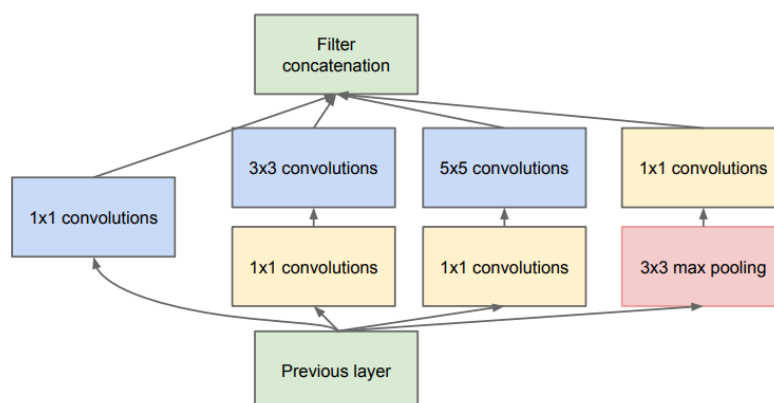 Filter
concatenation
3x3 convolutions
5x5 convolutions
1x1 convolutions
1x1 convolutions
1x1 convolutions
1x1 convolutions
3x3 max pooling
Previous layer